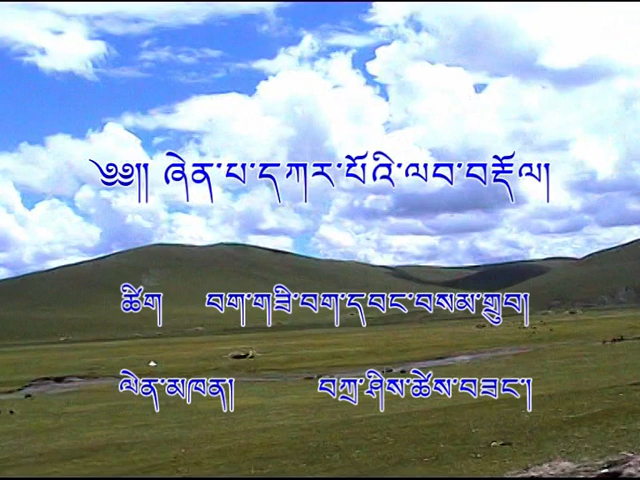 ༄༅།། ཞེན་པ་དཀར་པོའི་ལབ་བརྡོལ།
ཚིག བག་གཟི་བག་དབང་བསམ་གྲུབ།
ལེན་མཁན། བཀྲ་ཤིས་ཚེས་བཟང་།